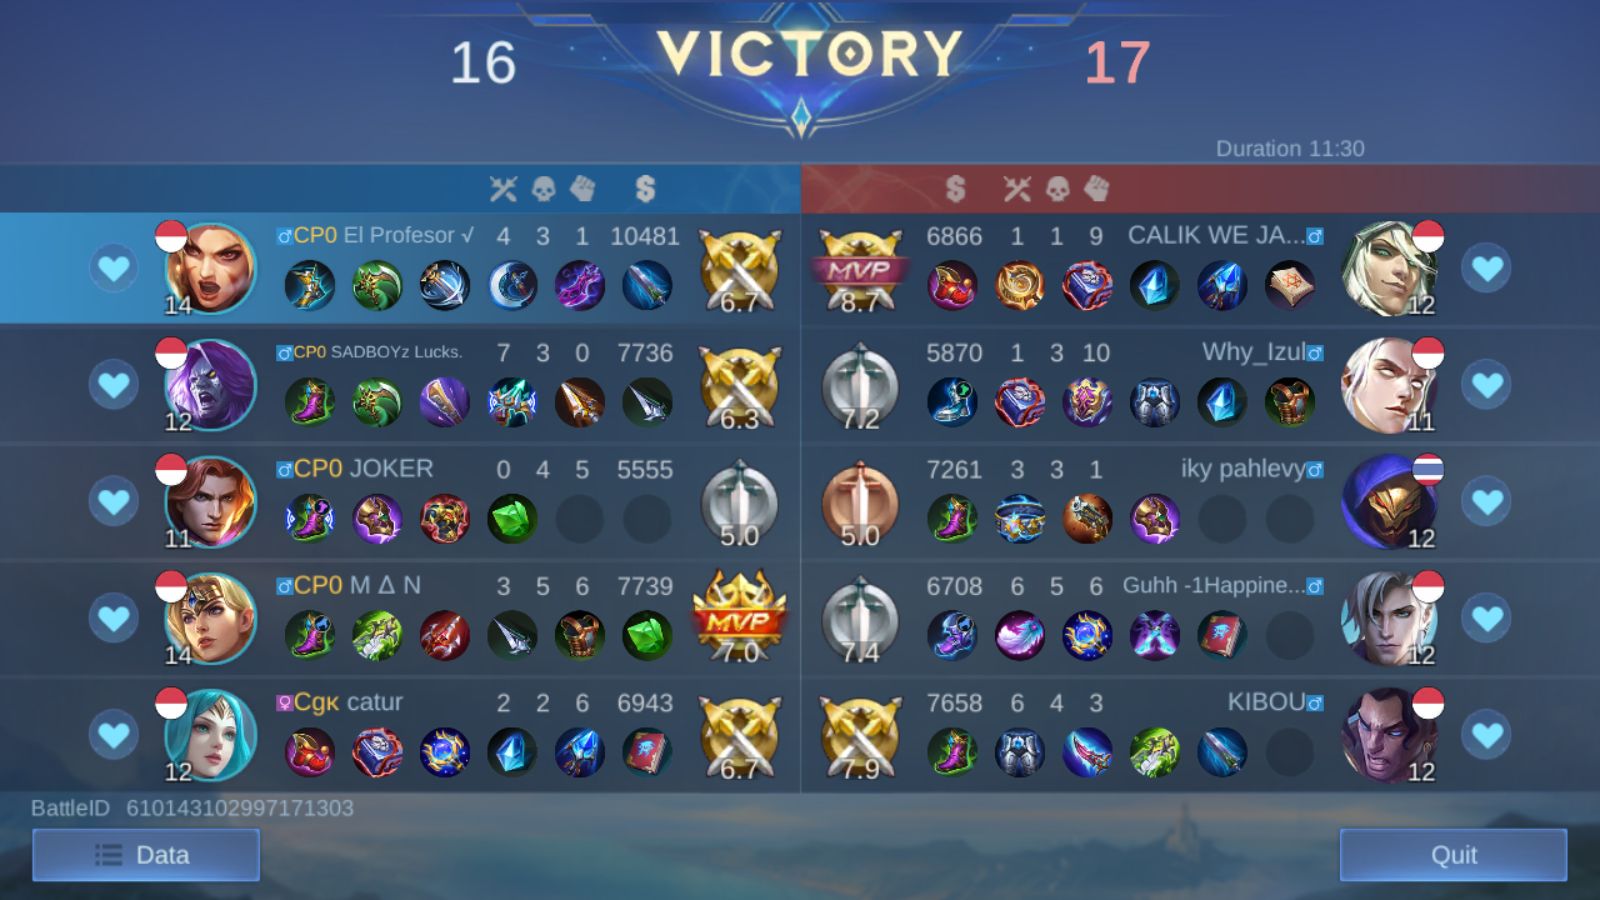 16 VICTORY 17
Duration 11:30
♂CP0 El Profesor √ 4 3 1 10481 6.7 14
MVP 8.7 6866 1 1 9 CALIK WE JA...♂ 12
♂CP0 SADBOYz Lucks. 7 3 0 7736 6.3 12
7.2 5870 1 3 10 Why_Izul♂ 11
♂CP0 JOKER 0 4 5 5555 5.0 11
5.0 7261 3 3 1 iky pahlevy♂ 12
♂CP0 M Δ N 3 5 6 7739 MVP 7.0 14
7.4 6708 6 5 6 Guhh -1Happine...♂ 12
♀Cgκ catur 2 2 6 6943 6.7 12
7.9 7658 6 4 3 KIBOU♂ 12
BattleID 610143102997171303
Data
Quit